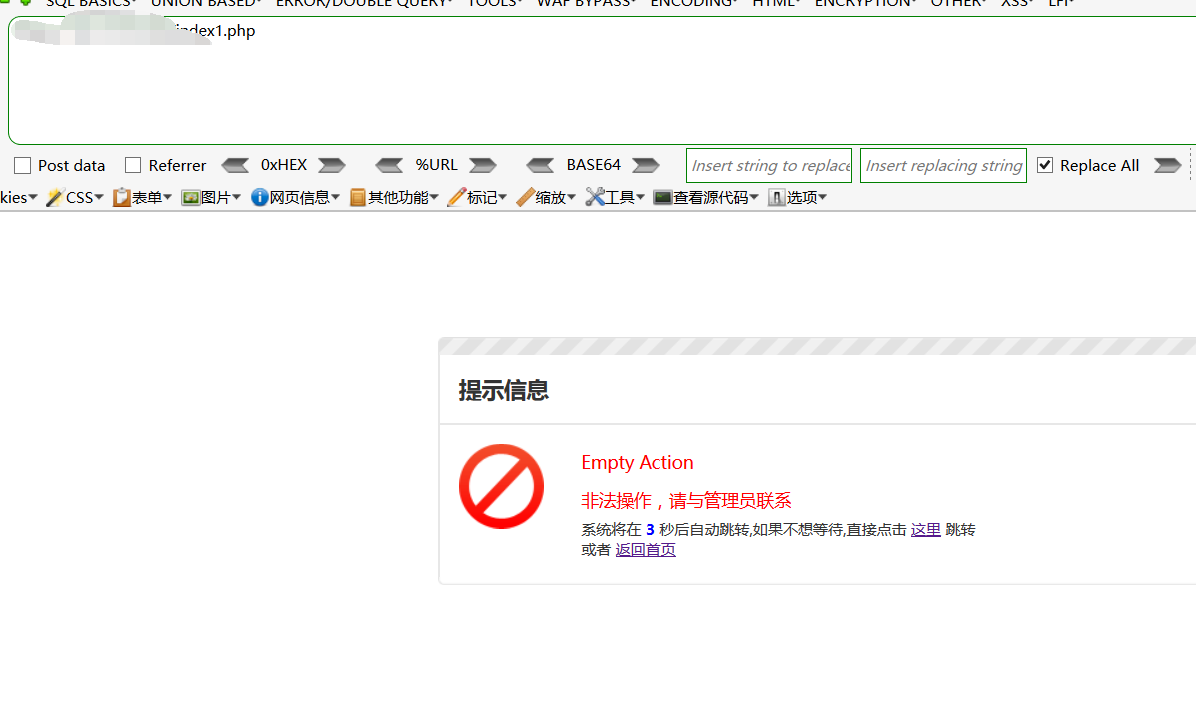 SQL BASICS UNION BASED ERROR/DOUBLE QUERY TOOLS WAF BYPASS ENCODING HTML ENCRYPTION OTHER XSS LFI
index1.php
Post data Referrer 0xHEX %URL BASE64 Insert string to replace Insert replacing string Replace All
kies CSS 表单 图片 网页信息 其他功能 标记 缩放 工具 查看源代码 选项
提示信息
Empty Action
非法操作，请与管理员联系
系统将在 3 秒后自动跳转,如果不想等待,直接点击 这里 跳转
或者 返回首页